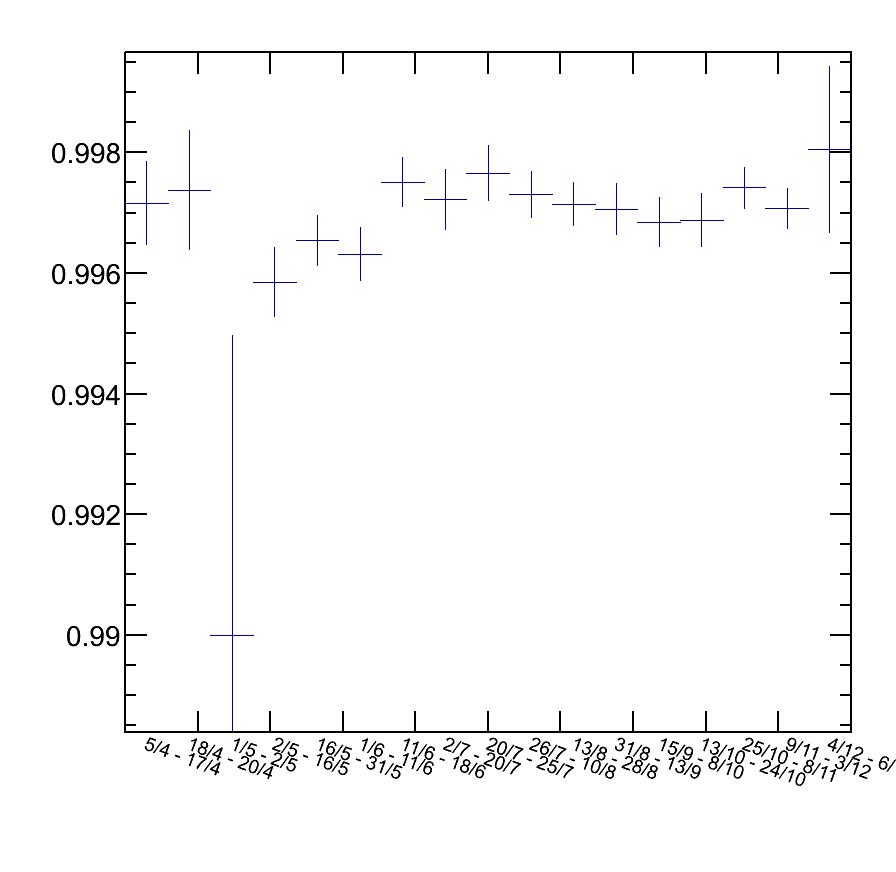 0.998
0.996
0.994
0.992
0.99
5/4 - 17/4
18/4 - 20/4
1/5 - 2/5
2/5 - 16/5
16/5 - 31/5
1/6 - 11/6
11/6 - 18/6
2/7 - 20/7
20/7 - 25/7
26/7 - 10/8
13/8 - 28/8
31/8 - 13/9
15/9 - 8/10
13/10 - 24/10
25/10 - 8/11
9/11 - 3/12
4/12 - 6/